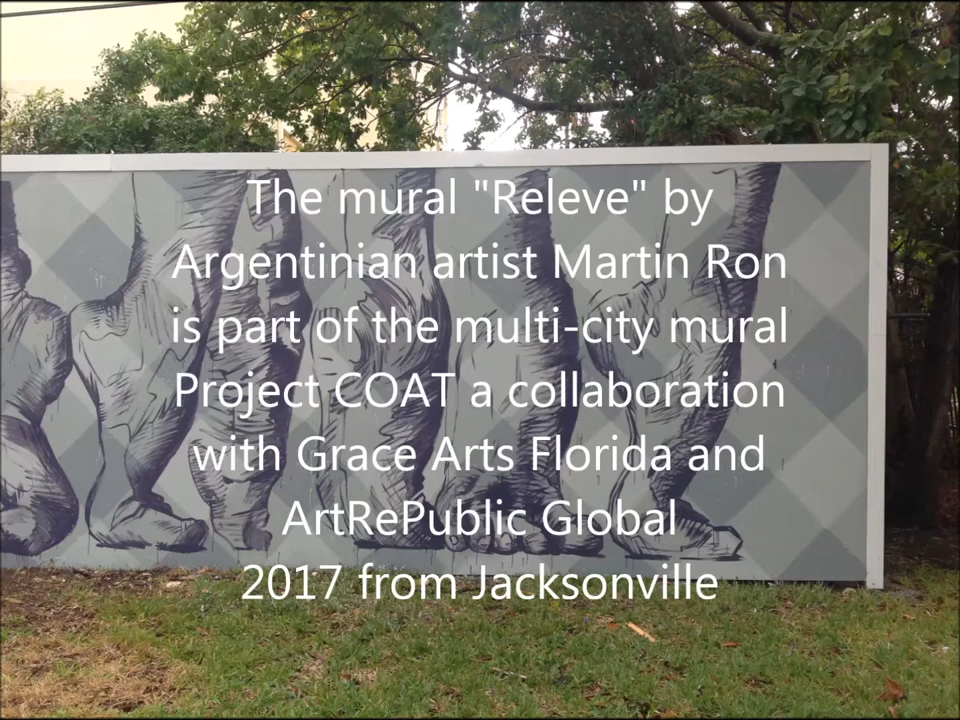 The mural "Releve" by
Argentinian artist Martin Ron
is part of the multi-city mural
Project COAT a collaboration
with Grace Arts Florida and
ArtRePublic Global
2017 from Jacksonville